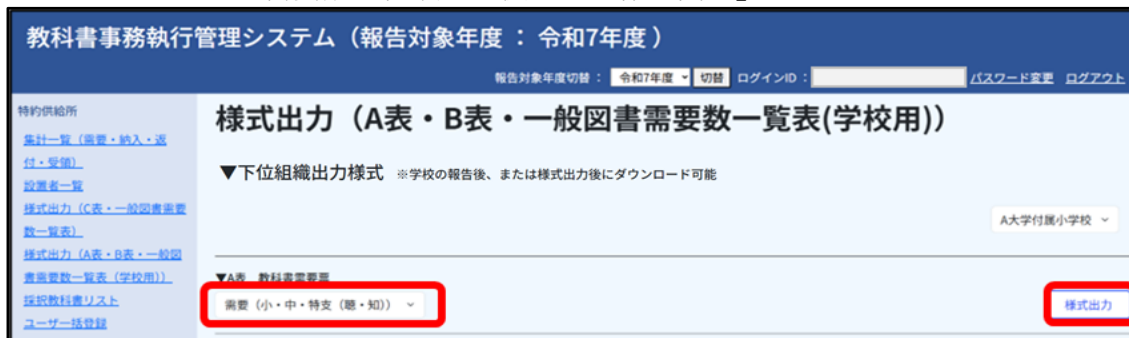 教科書事務執行管理システム（報告対象年度 ： 令和7年度 ）
報告対象年度切替 ： 令和7年度 切替 ログインID ： パスワード変更 ログアウト
特約供給所
集計一覧（需要・納入・返
付・受領）
設置者一覧
様式出力（C表・一般図書需要
数一覧表）
様式出力（A表・B表・一般図
書需要数一覧表（学校用））
採択教科書リスト
ユーザ一括登録
様式出力（A表・B表・一般図書需要数一覧表(学校用)）
▼下位組織出力様式 ※学校の報告後、または様式出力後にダウンロード可能
A大学付属小学校
▼A表 教科書需要票
需要（小・中・特支（聴・知））
様式出力